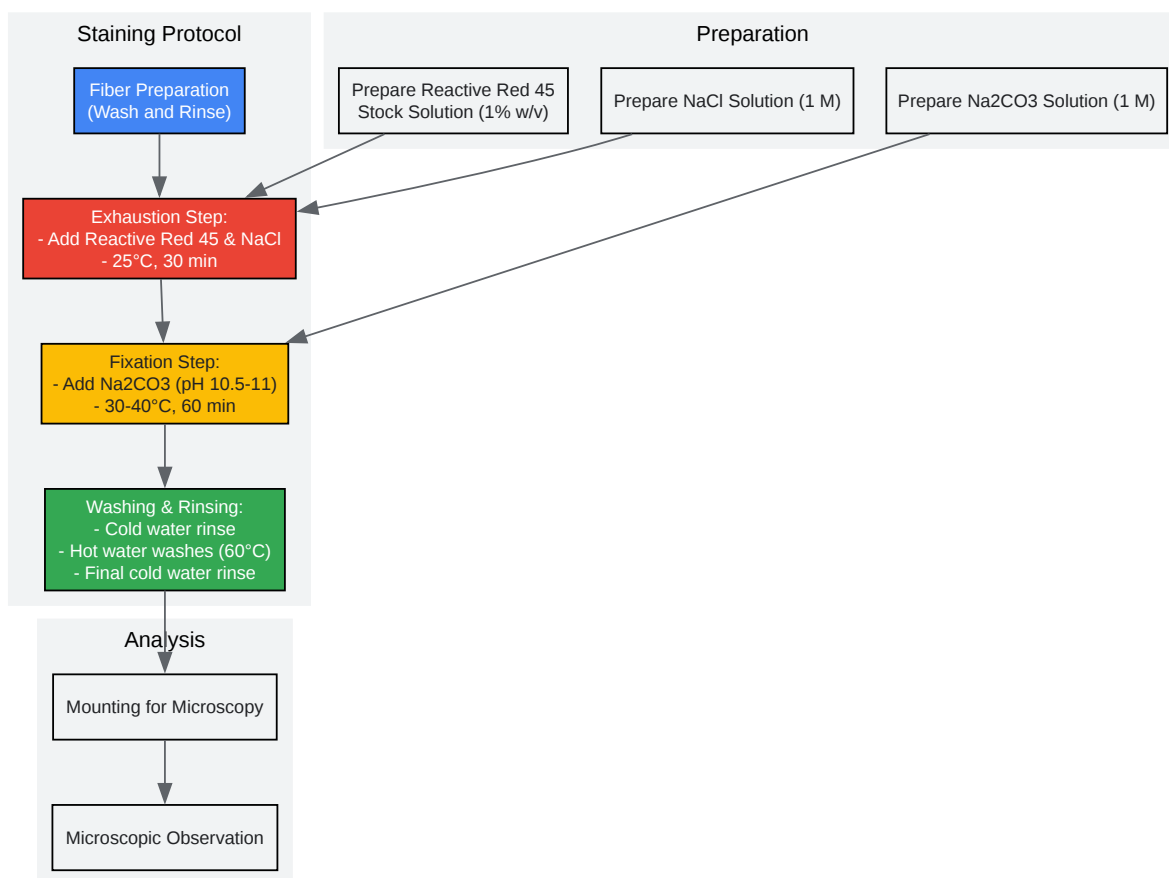 Staining Protocol
Preparation
Fiber Preparation
(Wash and Rinse)
Prepare Reactive Red 45
Stock Solution (1% w/v)
Prepare NaCl Solution (1 M)
Prepare Na2CO3 Solution (1 M)
Exhaustion Step:
- Add Reactive Red 45 & NaCl
- 25°C, 30 min
Fixation Step:
- Add Na2CO3 (pH 10.5-11)
- 30-40°C, 60 min
Washing & Rinsing:
- Cold water rinse
- Hot water washes (60°C)
- Final cold water rinse
Analysis
Mounting for Microscopy
Microscopic Observation